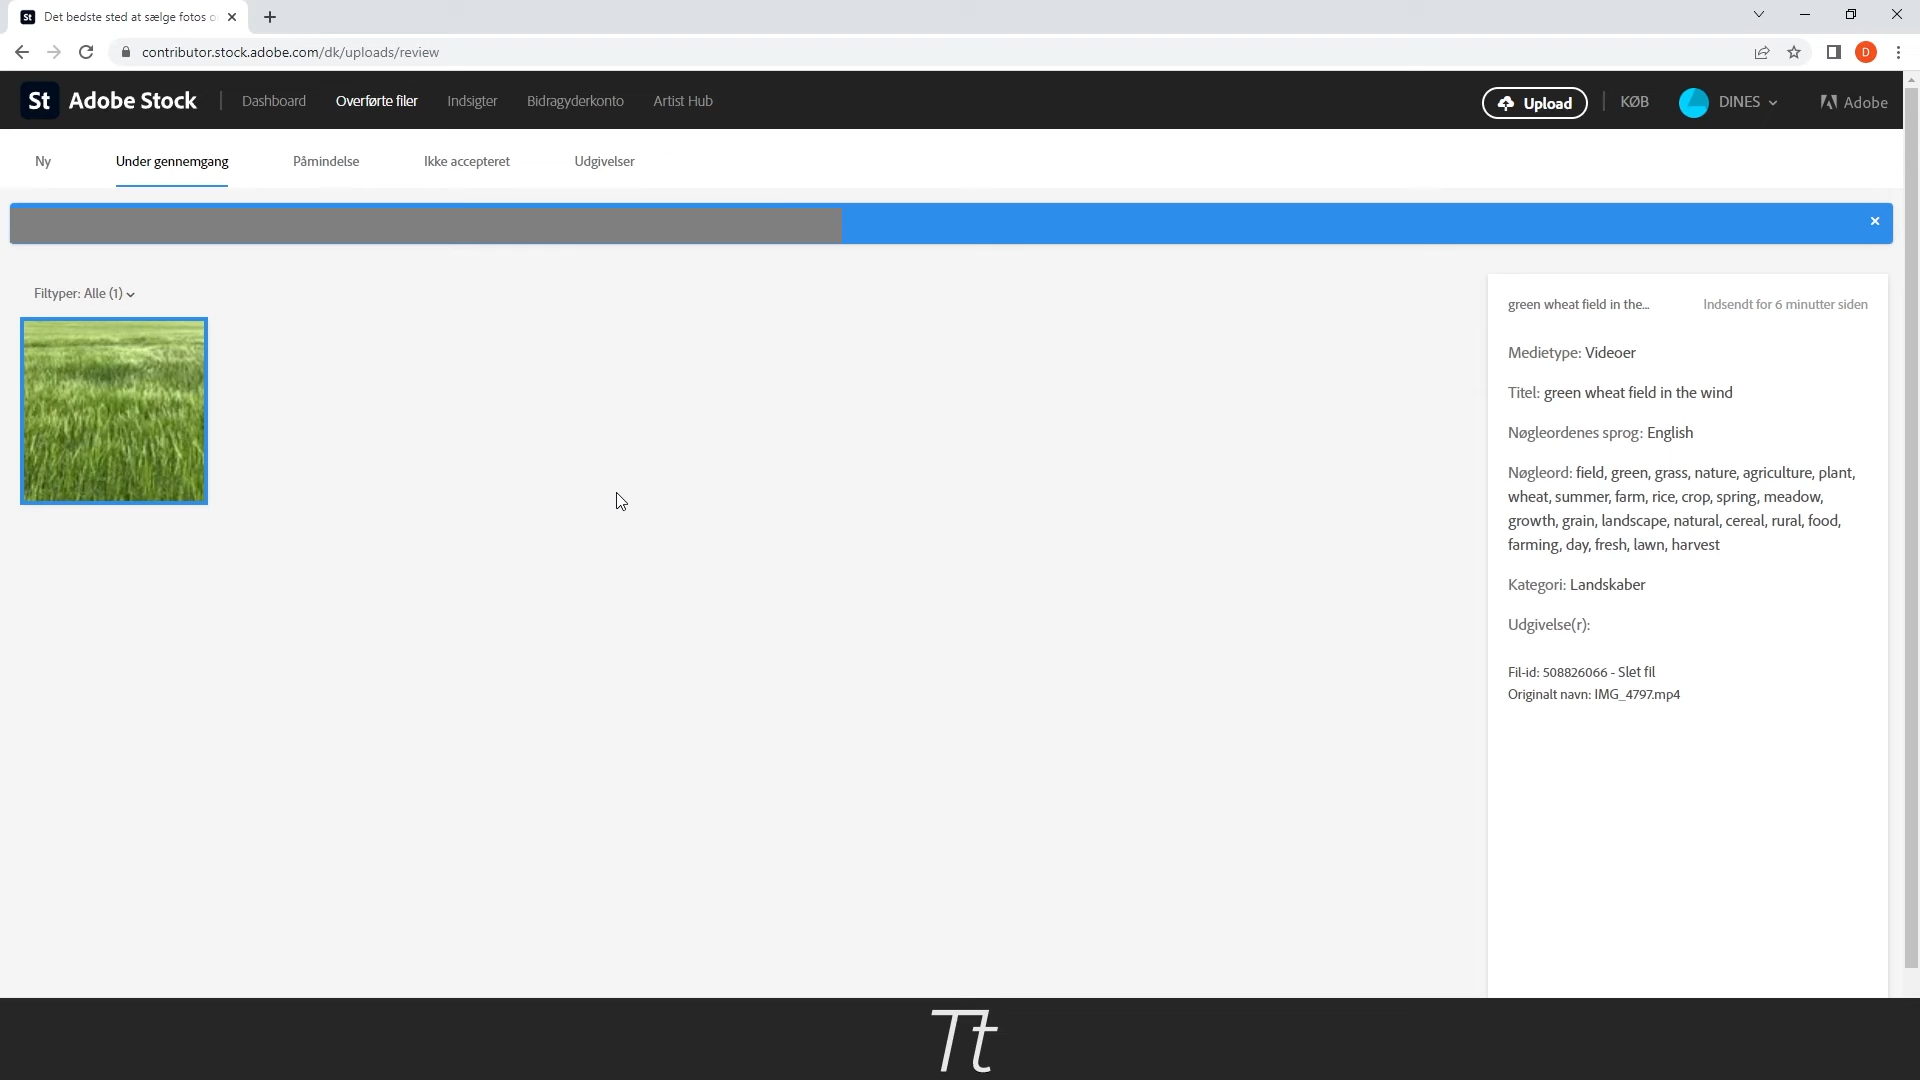 St Det bedste sted at sælge fotos o
contributor.stock.adobe.com/dk/uploads/review
D
St Adobe Stock Dashboard Overførte filer Indsigter Bidragyderkonto Artist Hub Upload KØB DINES Adobe
Ny Under gennemgang Påmindelse Ikke accepteret Udgivelser
Filtyper: Alle (1)
green wheat field in the... Indsendt for 6 minutter siden
Medietype: Videoer
Titel: green wheat field in the wind
Nøgleordenes sprog: English
Nøgleord: field, green, grass, nature, agriculture, plant,
wheat, summer, farm, rice, crop, spring, meadow,
growth, grain, landscape, natural, cereal, rural, food,
farming, day, fresh, lawn, harvest
Kategori: Landskaber
Udgivelse(r):
Fil-id: 508826066 - Slet fil
Originalt navn: IMG_4797.mp4
Tt